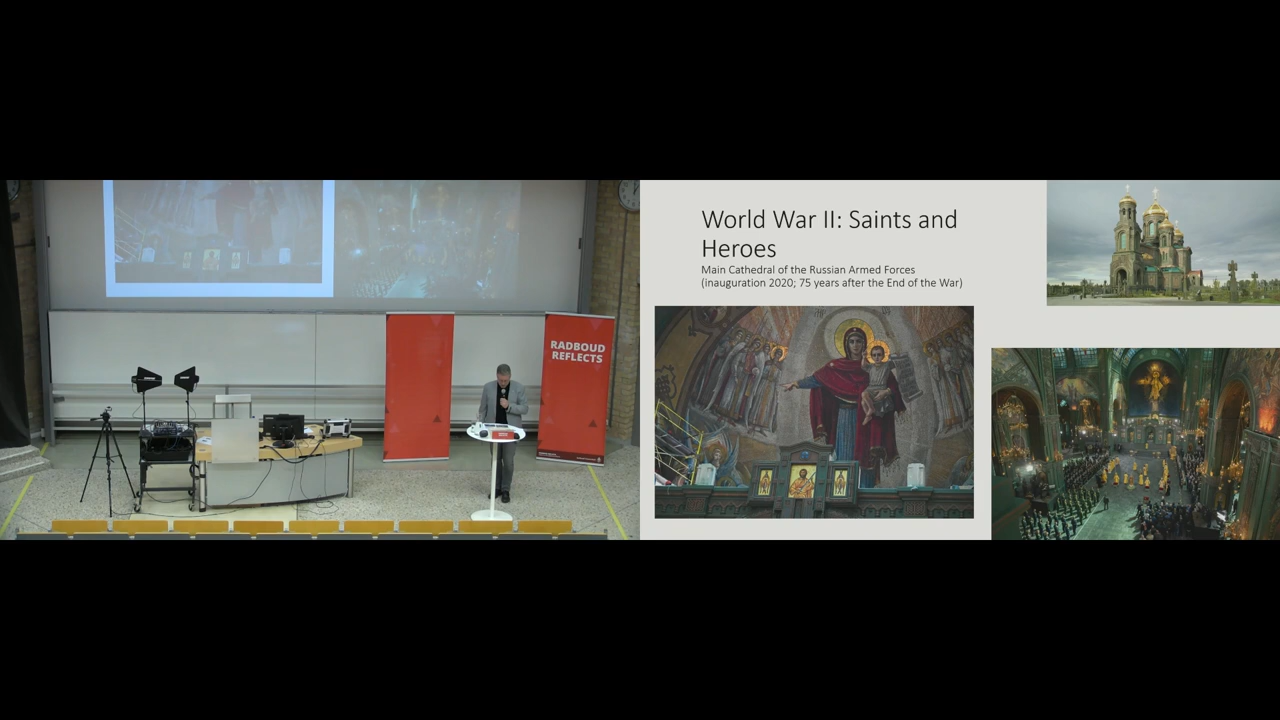 RADBOUD
REFLECTS
World War II: Saints and
Heroes
Main Cathedral of the Russian Armed Forces
(inauguration 2020; 75 years after the End of the War)